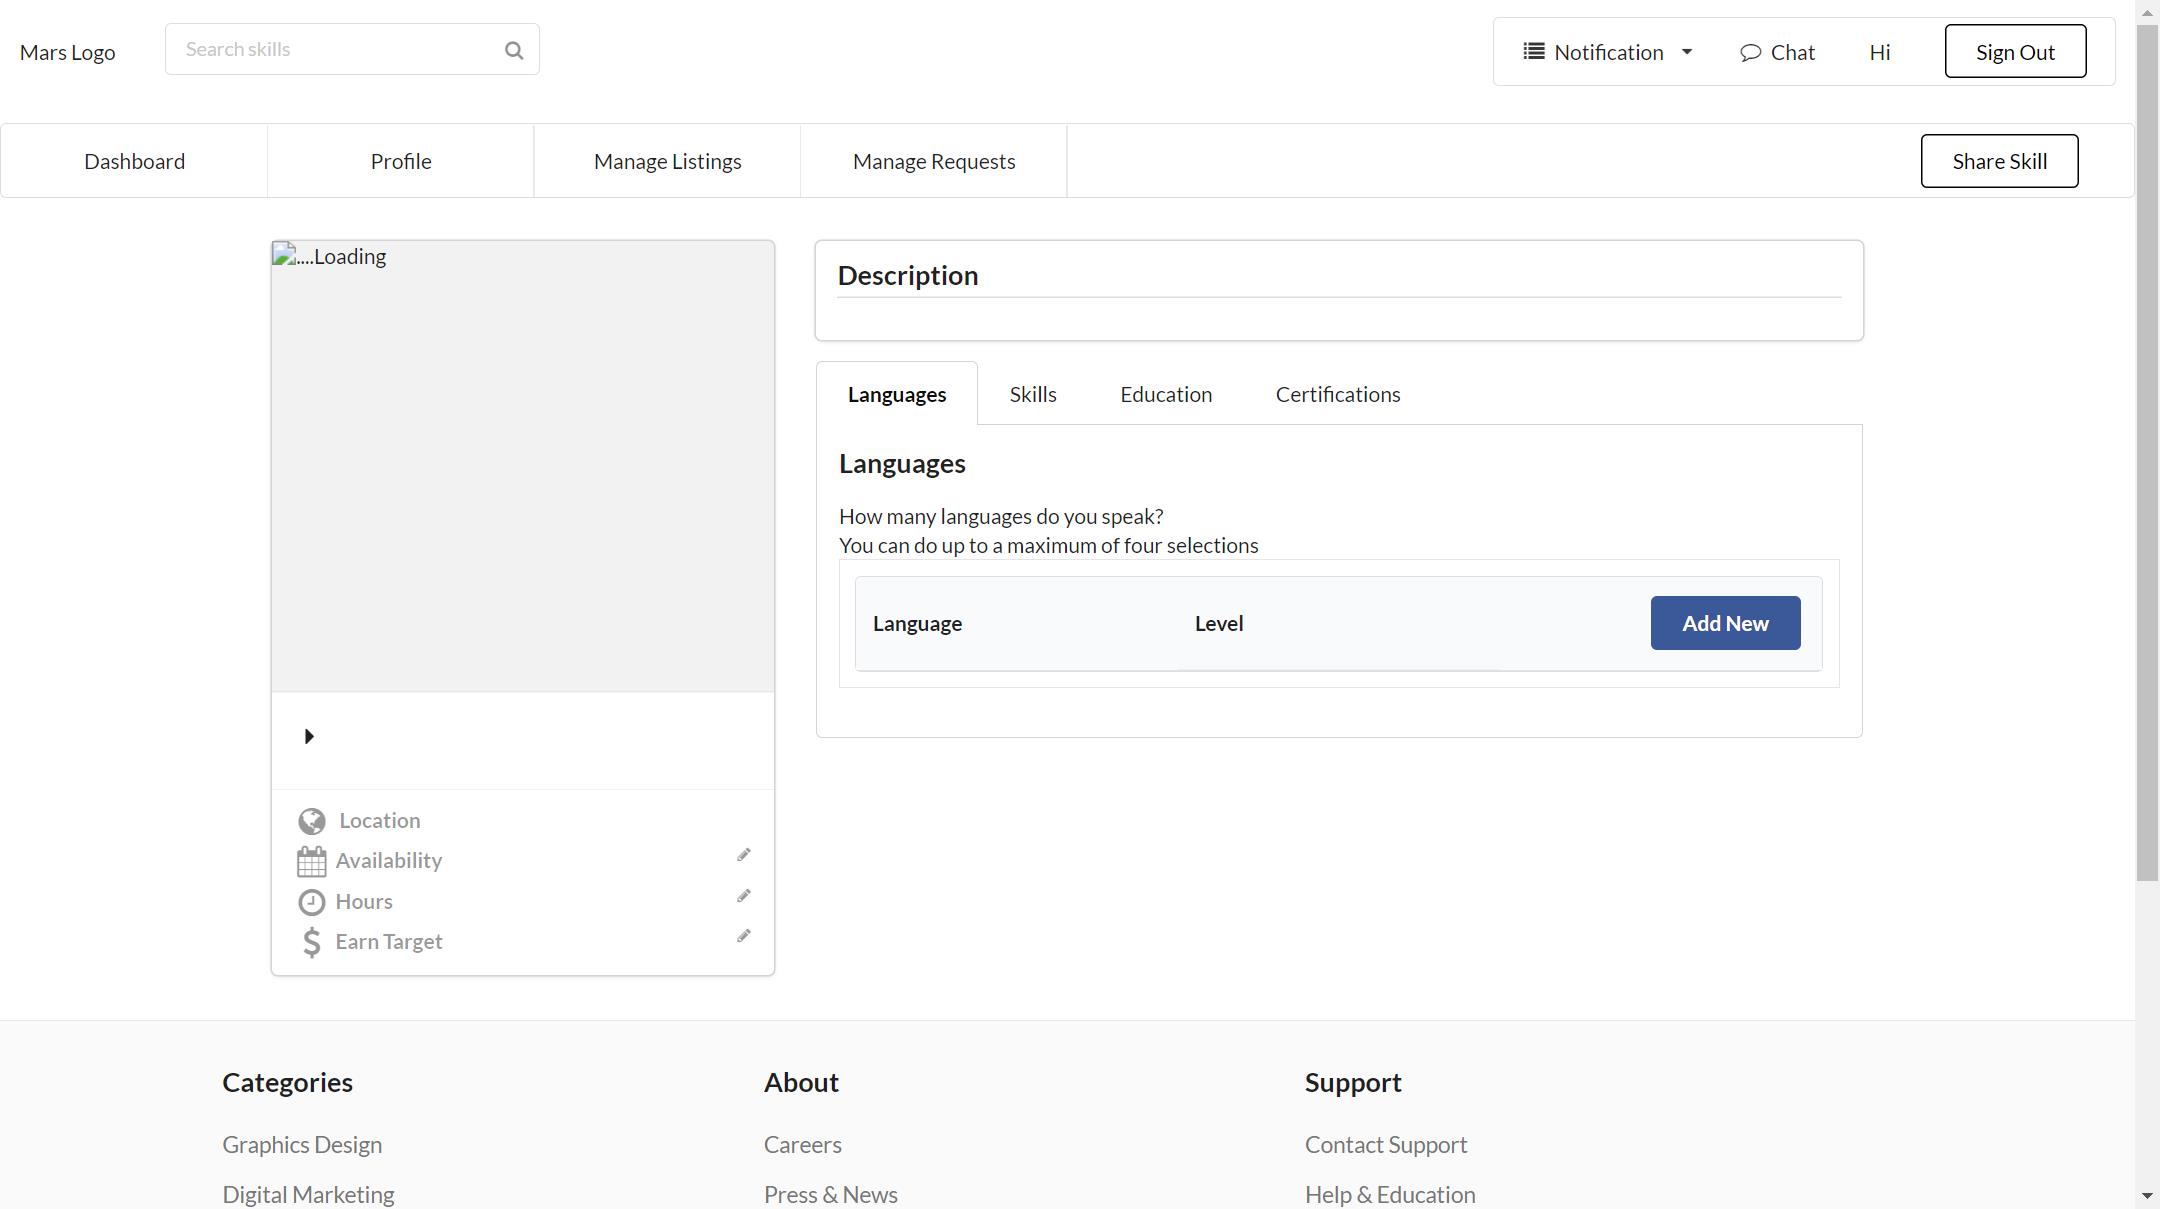 Mars Logo
Search skills
Notification
Chat
Hi
Sign Out
Dashboard
Profile
Manage Listings
Manage Requests
Share Skill
....Loading
Location
Availability
Hours
Earn Target
Description
Languages
Skills
Education
Certifications
Languages
How many languages do you speak?
You can do up to a maximum of four selections
Language
Level
Add New
Categories
Graphics Design
Digital Marketing
About
Careers
Press & News
Support
Contact Support
Help & Education